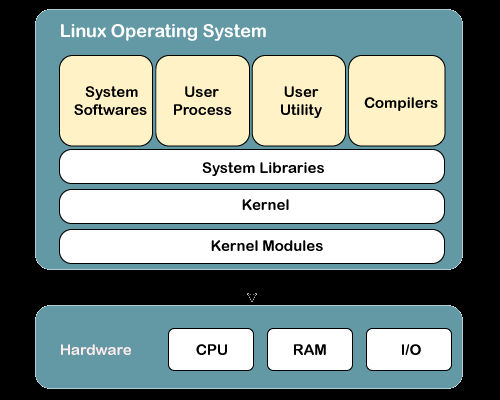 Linux Operating System
System
Softwares
User
Process
User
Utility
Compilers
System Libraries
Kernel
Kernel Modules
Hardware
CPU
RAM
I/O